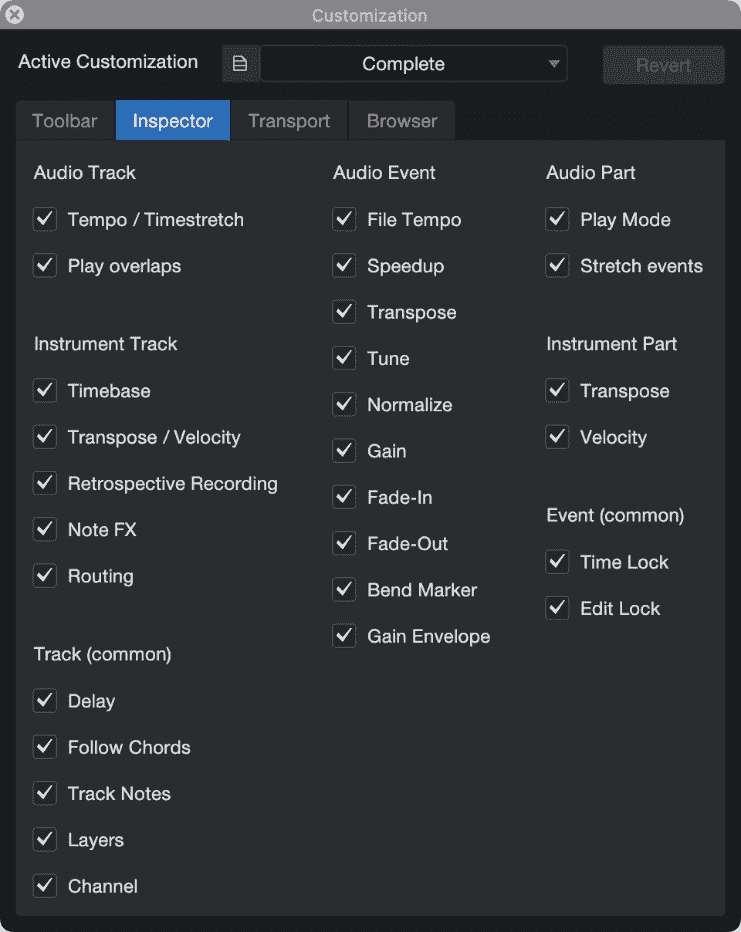 Customization
Active Customization
Complete
Revert
Toolbar
Inspector
Transport
Browser
Audio Track
Tempo / Timestretch
Play overlaps
Instrument Track
Timebase
Transpose / Velocity
Retrospective Recording
Note FX
Routing
Track (common)
Delay
Follow Chords
Track Notes
Layers
Channel
Audio Event
File Tempo
Speedup
Transpose
Tune
Normalize
Gain
Fade-In
Fade-Out
Bend Marker
Gain Envelope
Audio Part
Play Mode
Stretch events
Instrument Part
Transpose
Velocity
Event (common)
Time Lock
Edit Lock